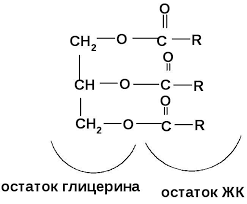 O
CH2 — O — C — R
O
CH — O — C — R
O
CH2 — O — C — R
остаток глицерина
остаток ЖК